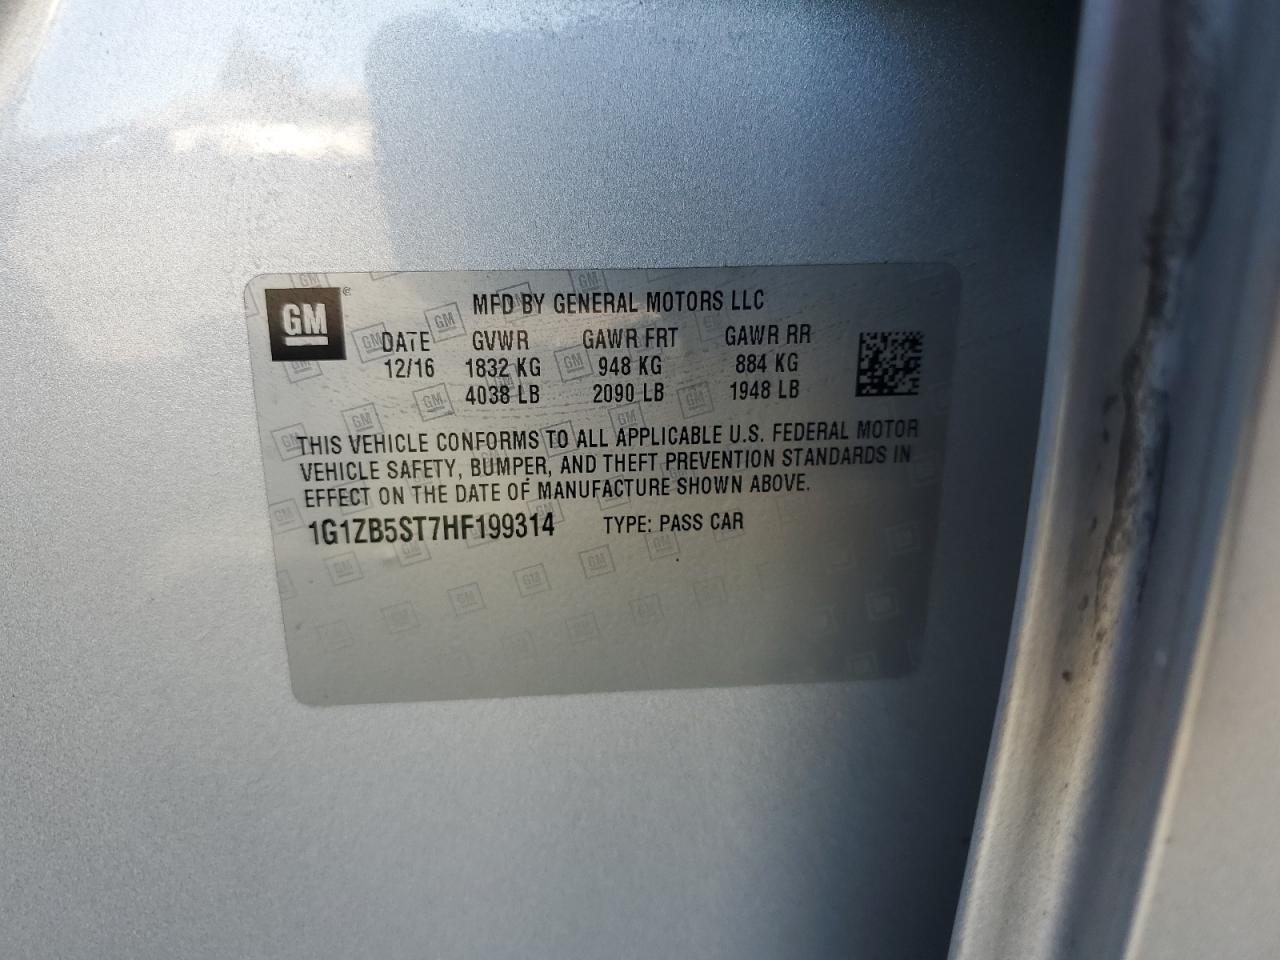 GM ®
MFD BY GENERAL MOTORS LLC
DATE GVWR GAWR FRT GAWR RR
12/16 1832 KG 948 KG 884 KG
4038 LB 2090 LB 1948 LB
THIS VEHICLE CONFORMS TO ALL APPLICABLE U.S. FEDERAL MOTOR
VEHICLE SAFETY, BUMPER, AND THEFT PREVENTION STANDARDS IN
EFFECT ON THE DATE OF MANUFACTURE SHOWN ABOVE.
1G1ZB5ST7HF199314 TYPE: PASS CAR